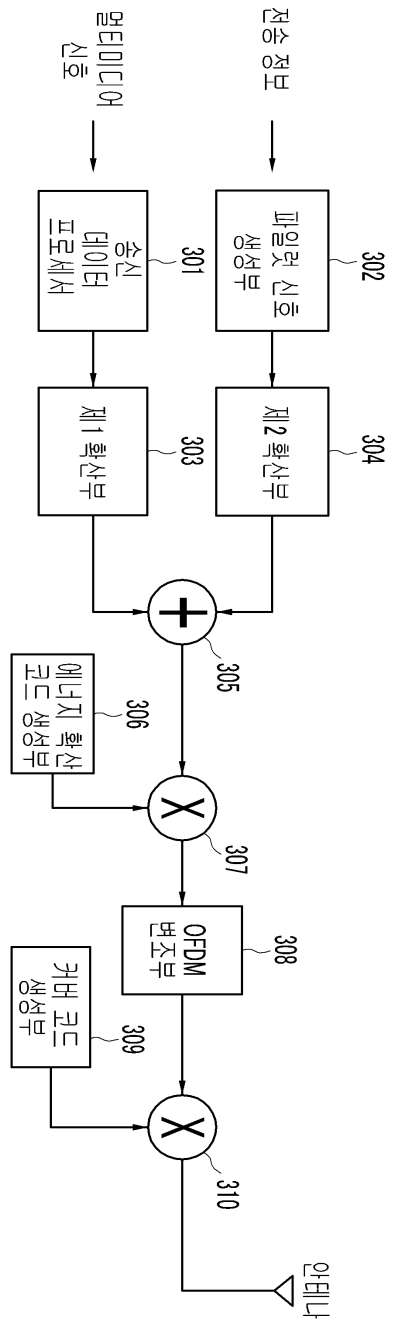 전송 정보
302
파일럿 신호
생성부
304
제2 확산부
멀티미디어
신호
301
송신
데이터
프로세서
303
제1 확산부
305
306
에너지 확산
코드 생성부
307
308
OFDM
변조부
309
커버 코드
생성부
310
안테나